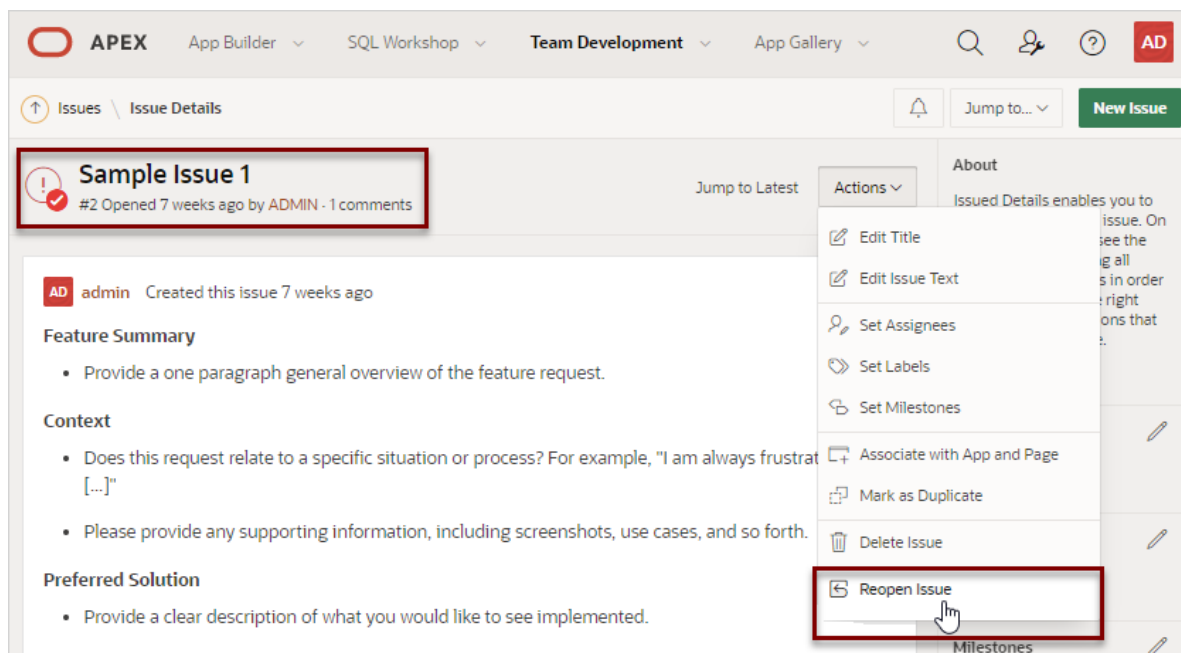 APEX App Builder SQL Workshop Team Development App Gallery AD
Issues \ Issue Details Jump to... New Issue
Sample Issue 1
#2 Opened 7 weeks ago by ADMIN - 1 comments
Jump to Latest Actions
About
Issued Details enables you to
issue. On
see the
all
s in order
right
ons that
Edit Title
Edit Issue Text
Set Assignees
Set Labels
Set Milestones
Associate with App and Page
Mark as Duplicate
Delete Issue
Reopen Issue
AD admin Created this issue 7 weeks ago
Feature Summary
• Provide a one paragraph general overview of the feature request.
Context
• Does this request relate to a specific situation or process? For example, "I am always frustrat
[...]"
• Please provide any supporting information, including screenshots, use cases, and so forth.
Preferred Solution
• Provide a clear description of what you would like to see implemented.
Milestones